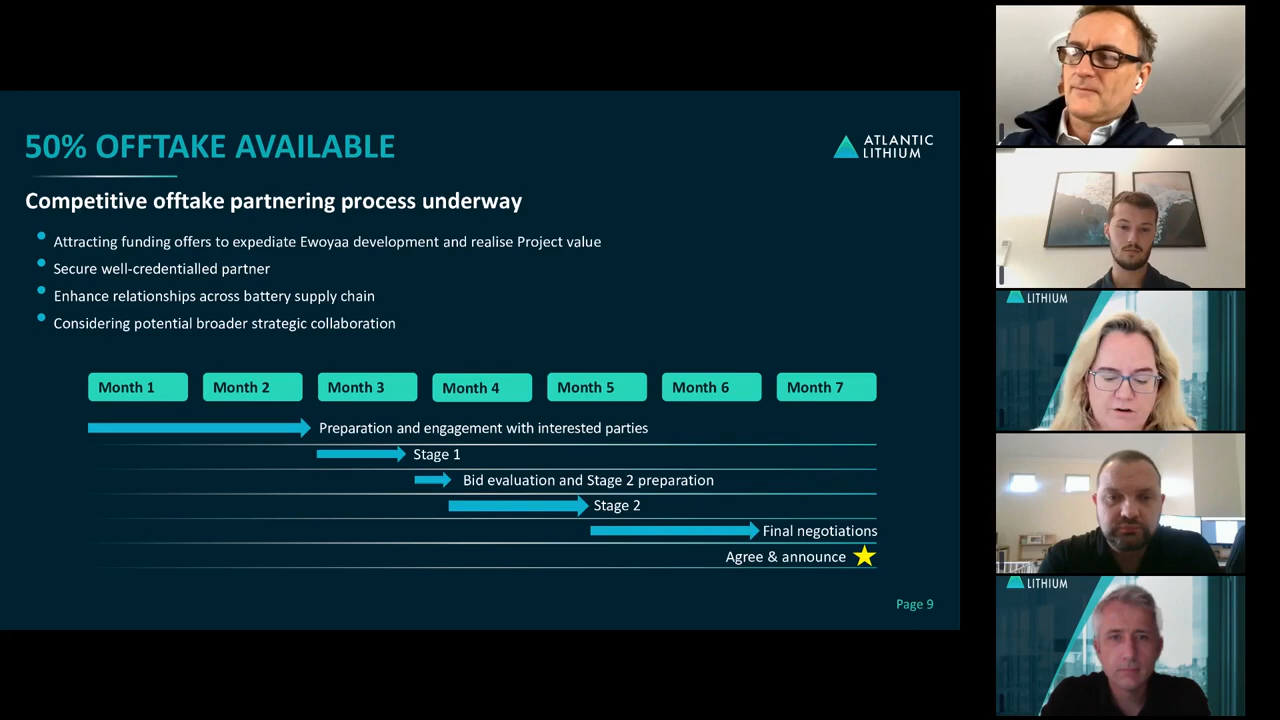 50% OFFTAKE AVAILABLE
ATLANTIC
LITHIUM
Competitive offtake partnering process underway
Attracting funding offers to expediate Ewoyaa development and realise Project value
Secure well-credentialled partner
Enhance relationships across battery supply chain
Considering potential broader strategic collaboration
Month 1
Month 2
Month 3
Month 4
Month 5
Month 6
Month 7
Preparation and engagement with interested parties
Stage 1
Bid evaluation and Stage 2 preparation
Stage 2
Final negotiations
Agree & announce
Page 9
LITHIUM
LITHIUM